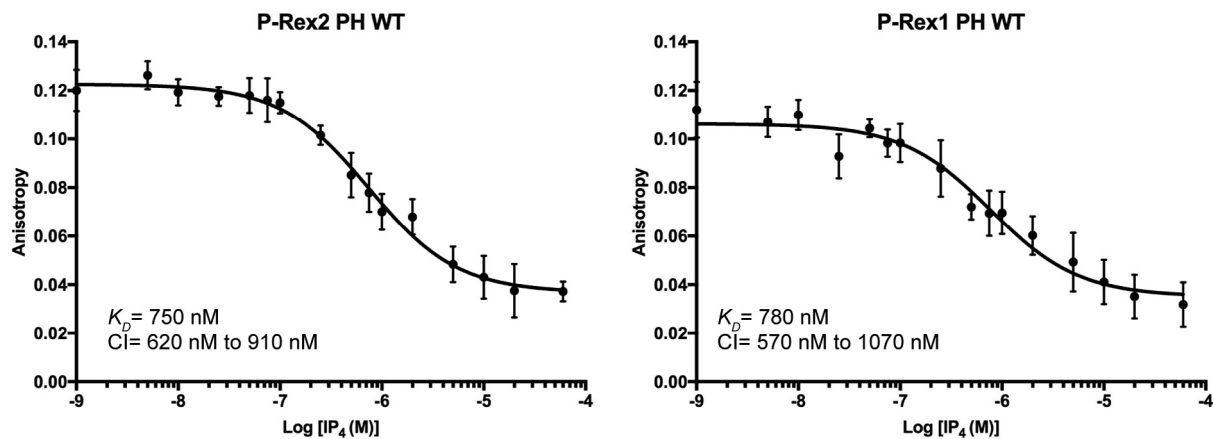 P-Rex2 PH WT
0.14
0.12
0.10
0.08
0.06
0.04
0.02
0.00
Anisotropy
K_D= 750 nM
CI= 620 nM to 910 nM
-9 -8 -7 -6 -5 -4
Log [IP₄ (M)]
P-Rex1 PH WT
0.14
0.12
0.10
0.08
0.06
0.04
0.02
0.00
Anisotropy
K_D= 780 nM
CI= 570 nM to 1070 nM
-9 -8 -7 -6 -5 -4
Log [IP₄ (M)]